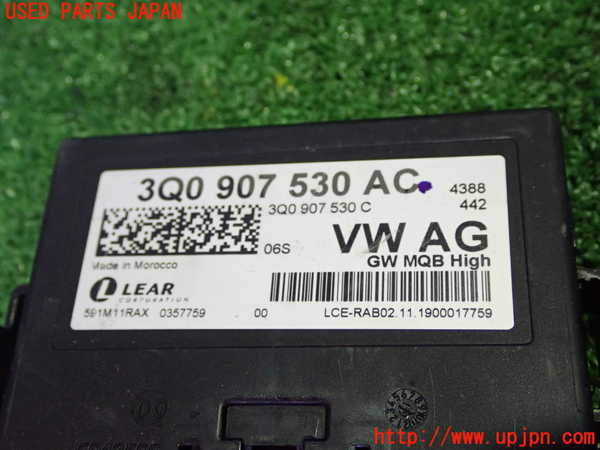 USED PARTS JAPAN
3Q0 907 530 AC
4388
3Q0 907 530 C
442
06S
VW AG
GW MQB High
Made in Morocco
LEAR
CORPORATION
591M11RAX 0357759 00 LCE-RAB02.11.1900017759
http://www.upjpn.com/